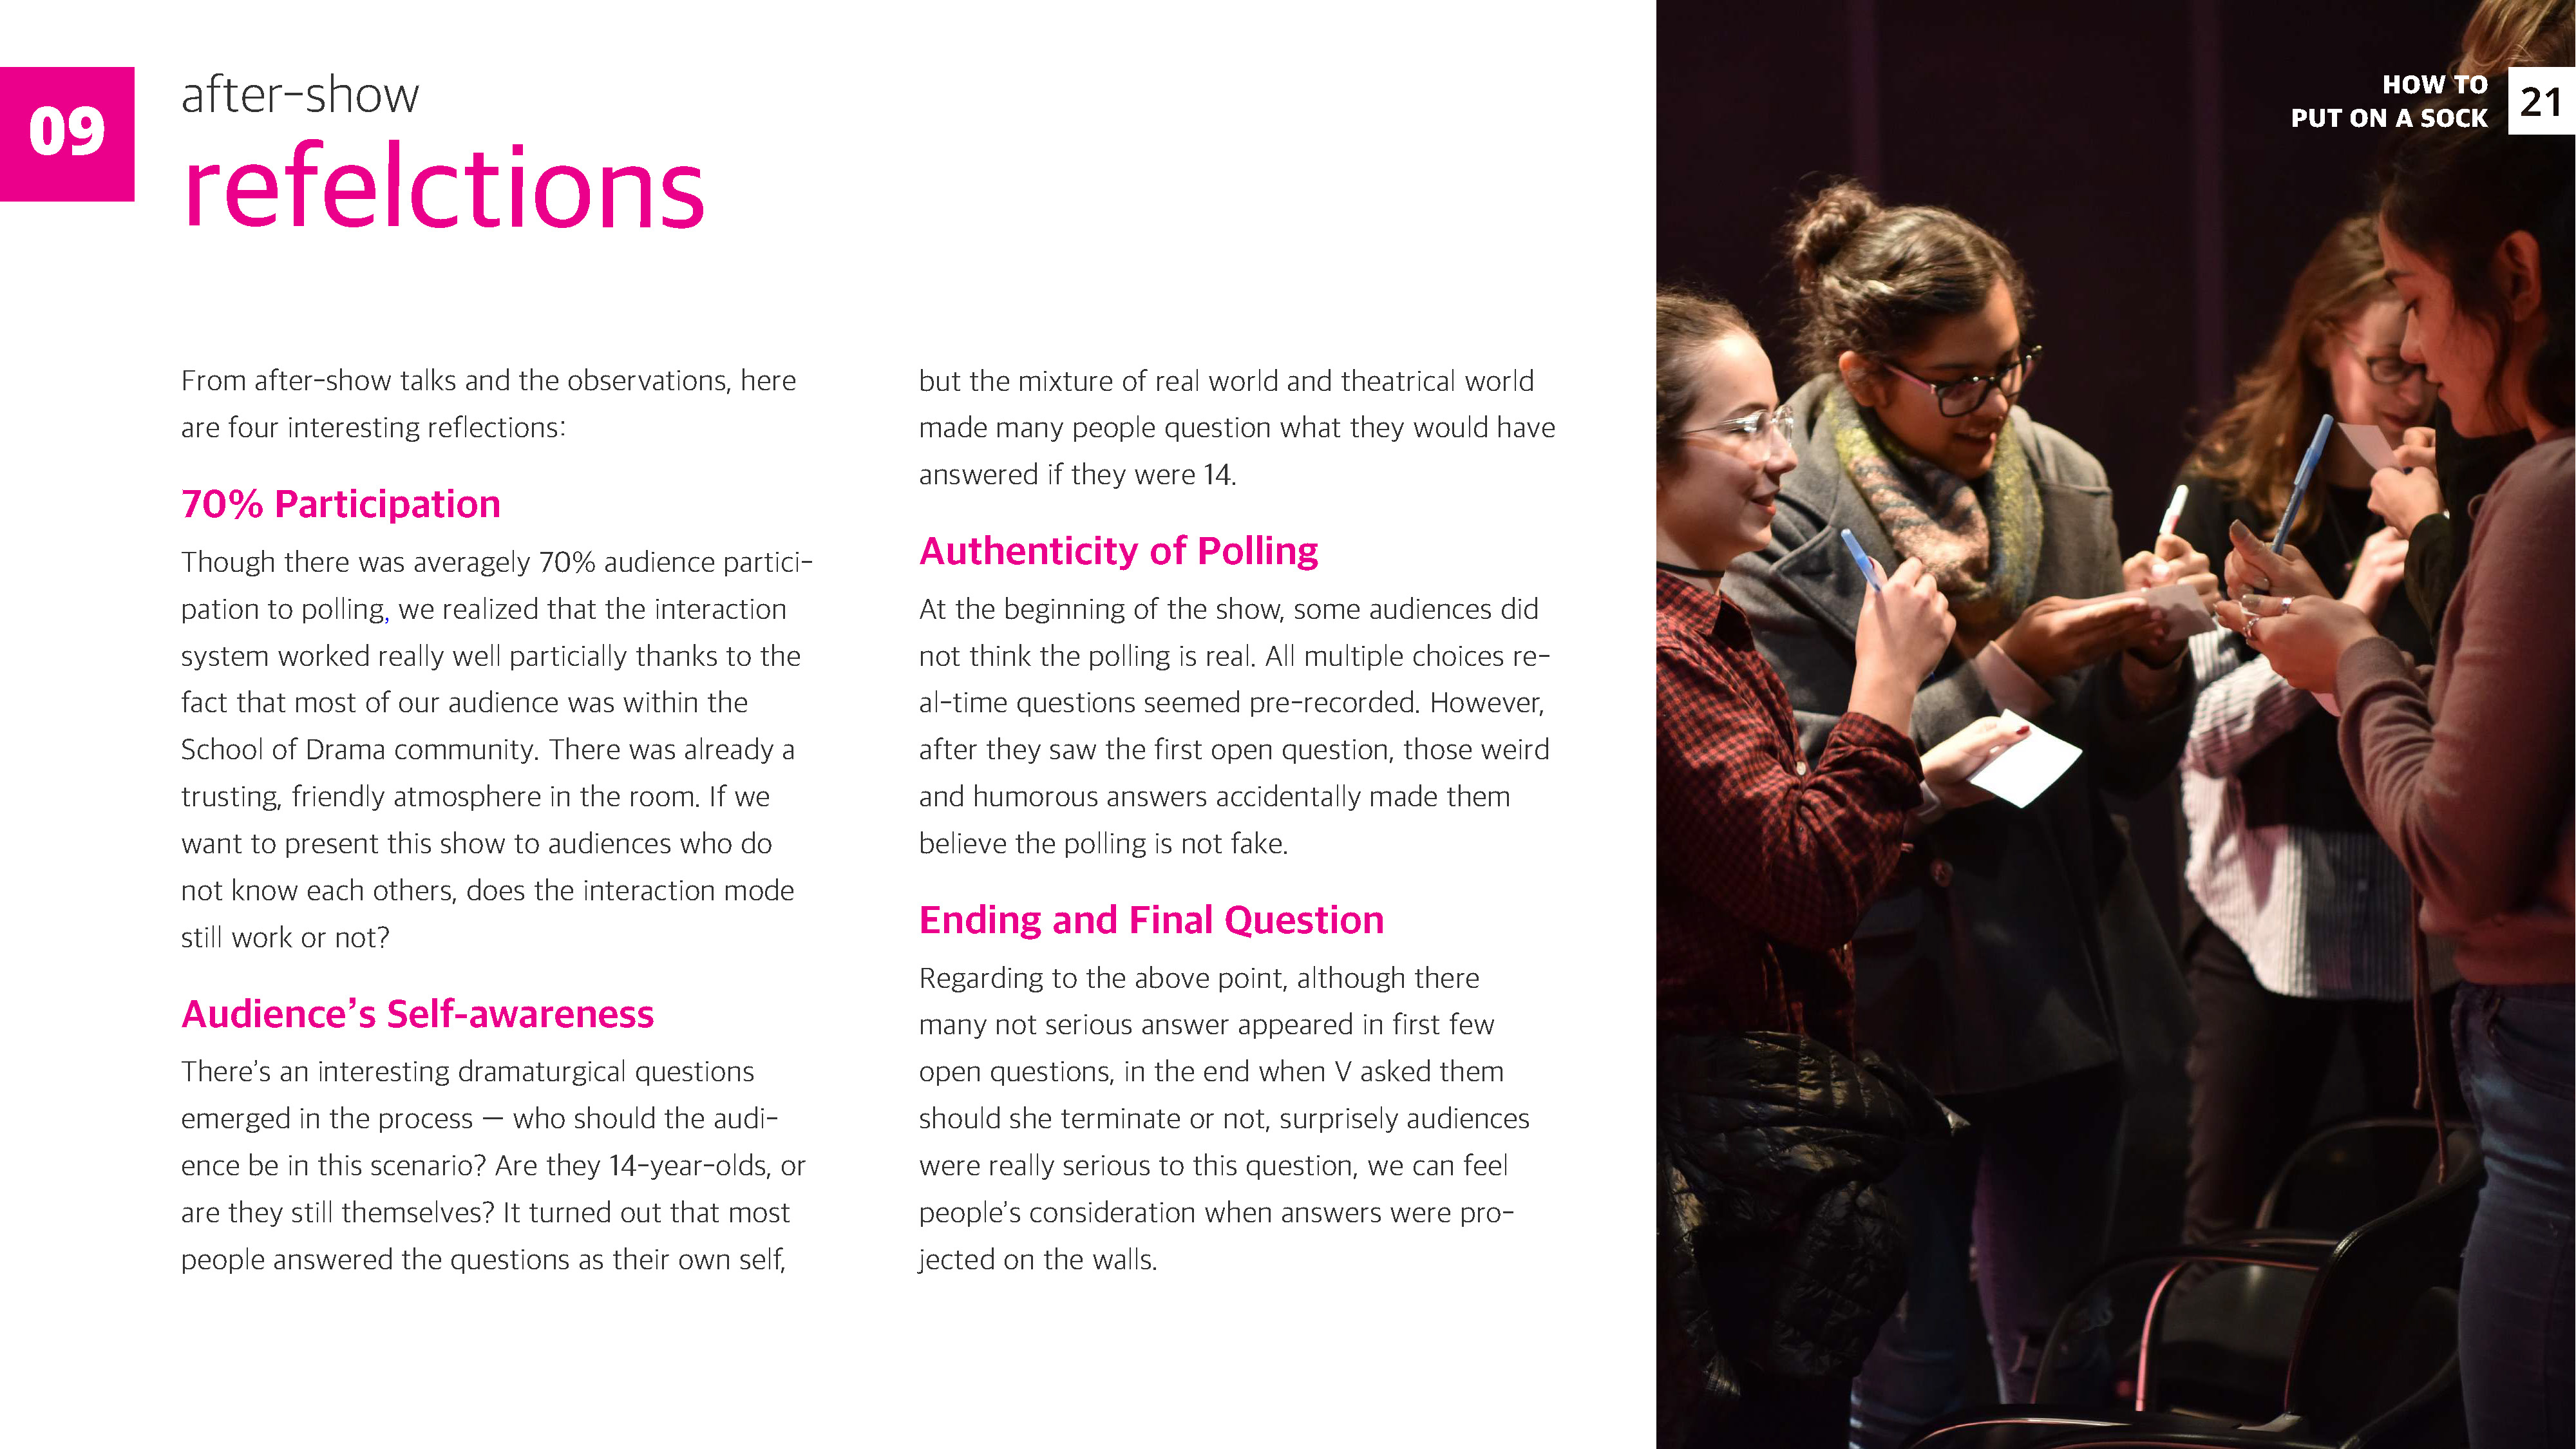 09
after-show
refelctions
HOW TO
PUT ON A SOCK
21
From after-show talks and the observations, here
are four interesting reflections:
70% Participation
Though there was averagely 70% audience partici-
pation to polling, we realized that the interaction
system worked really well particially thanks to the
fact that most of our audience was within the
School of Drama community. There was already a
trusting, friendly atmosphere in the room. If we
want to present this show to audiences who do
not know each others, does the interaction mode
still work or not?
Audience’s Self-awareness
There’s an interesting dramaturgical questions
emerged in the process — who should the audi-
ence be in this scenario? Are they 14-year-olds, or
are they still themselves? It turned out that most
people answered the questions as their own self,
but the mixture of real world and theatrical world
made many people question what they would have
answered if they were 14.
Authenticity of Polling
At the beginning of the show, some audiences did
not think the polling is real. All multiple choices re-
al-time questions seemed pre-recorded. However,
after they saw the first open question, those weird
and humorous answers accidentally made them
believe the polling is not fake.
Ending and Final Question
Regarding to the above point, although there
many not serious answer appeared in first few
open questions, in the end when V asked them
should she terminate or not, surprisely audiences
were really serious to this question, we can feel
people’s consideration when answers were pro-
jected on the walls.